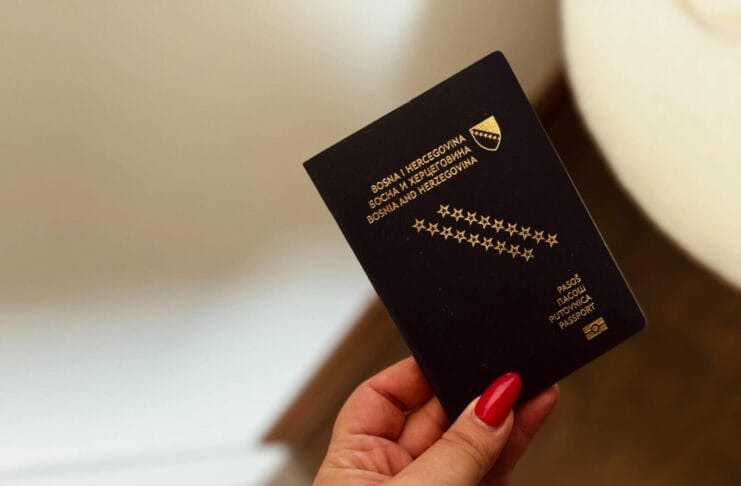 BOSNA I HERCEGOVINA
БОСНА И ХЕРЦЕГОВИНА
BOSNIA AND HERZEGOVINA
PASOŠ
ПАСОШ
PUTOVNICA
PASSPORT